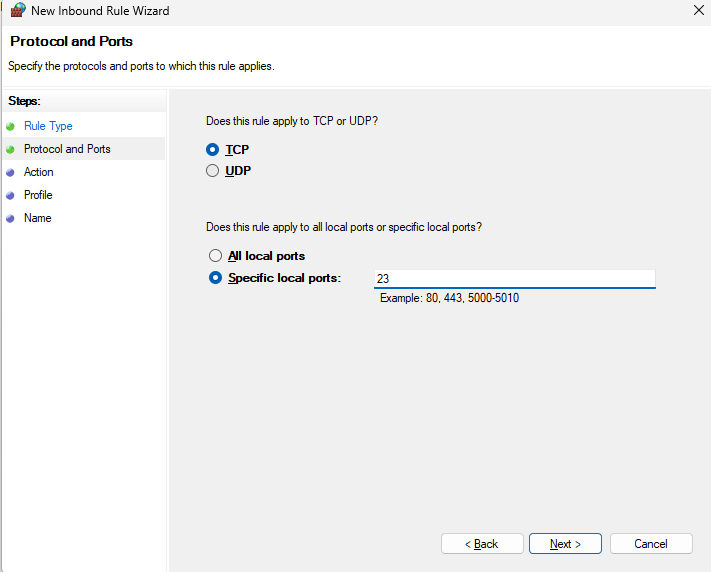 New Inbound Rule Wizard
Protocol and Ports
Specify the protocols and ports to which this rule applies.
Steps:
Rule Type
Protocol and Ports
Action
Profile
Name
Does this rule apply to TCP or UDP?
TCP
UDP
Does this rule apply to all local ports or specific local ports?
All local ports
Specific local ports: 23
Example: 80, 443, 5000-5010
< Back Next > Cancel